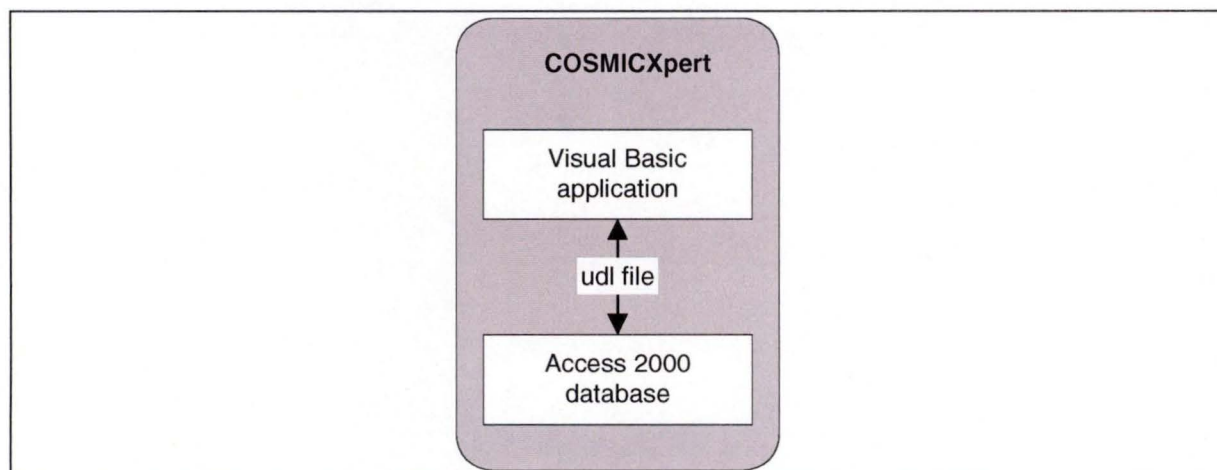 COSMICXpert
Visual Basic
application
udl file
Access 2000
database